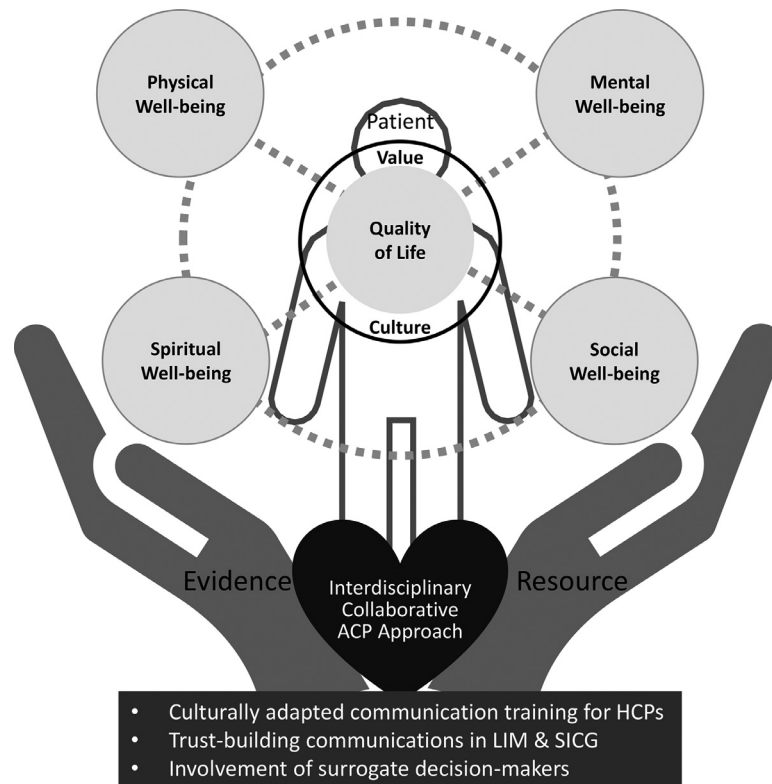 Physical
Well-being
Mental
Well-being
Patient
Value
Quality
of Life
Culture
Spiritual
Well-being
Social
Well-being
Evidence
Interdisciplinary
Collaborative
ACP Approach
Resource
• Culturally adapted communication training for HCPs
• Trust-building communications in LIM & SICG
• Involvement of surrogate decision-makers